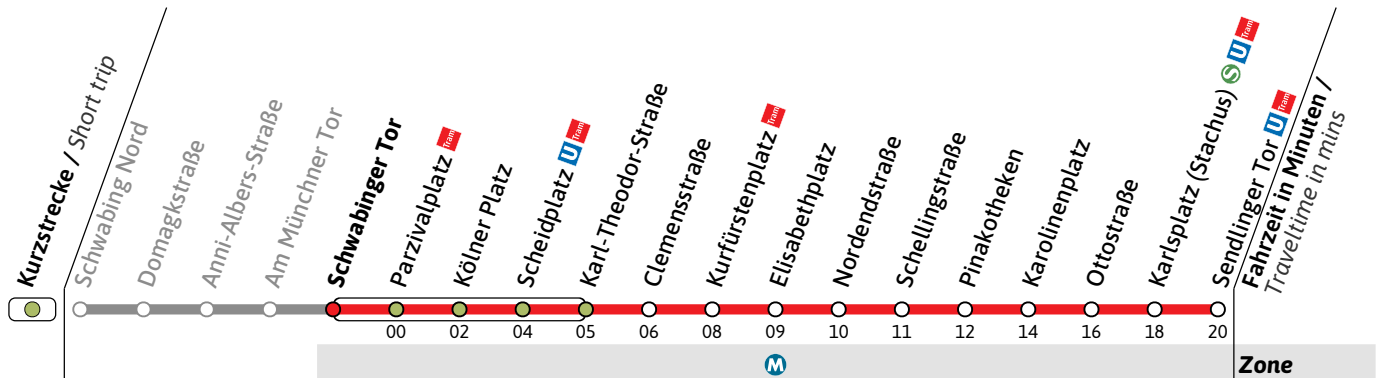 Kurzstrecke / Short trip
Schwabing Nord
Domagkstraße
Anni-Albers-Straße
Am Münchner Tor
Schwabinger Tor
Parzivalplatz Tram
Kölner Platz
Scheidplatz U Tram
Karl-Theodor-Straße
Clemensstraße
Kurfürstenplatz Tram
Elisabethplatz
Nordendstraße
Schellingstraße
Pinakotheken
Karolinenplatz
Ottostraße
Karlsplatz (Stachus) S U Tram
Sendlinger Tor U Tram
Fahrzeit in Minuten /
Traveltime in mins
00 02 04 05 06 08 09 10 11 12 14 16 18 20
M Zone